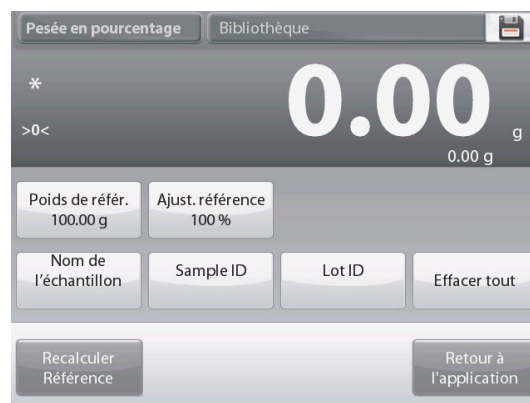 Pesée en pourcentage
Bibliothèque
*
>0<
0.00 g
0.00 g
Poids de référ.
100.00 g
Ajust. référence
100 %
Nom de
l'échantillon
Sample ID
Lot ID
Effacer tout
Recalculer
Référence
Retour à
l'application